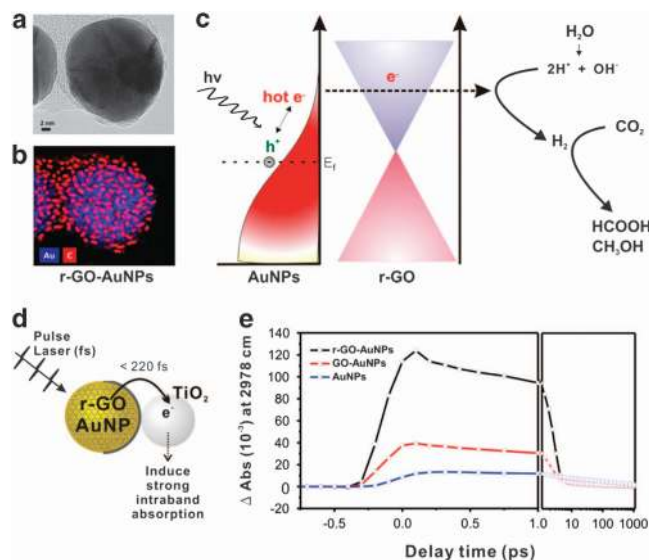 a
2 nm
b
Au
C
r-GO-AuNPs
c
hν
hot e⁻
h⁺
E_f
AuNPs
e⁻
r-GO
H₂O
2H⁺ + OH⁻
H₂
CO₂
HCOOH
CH₃OH
d
Pulse
Laser (fs)
< 220 fs
r-GO
AuNP
TiO₂
e⁻
Induce
strong
intraband
absorption
e
Δ Abs (10⁻³) at 2978 cm
140
120
100
80
60
40
20
0
r-GO-AuNPs
GO-AuNPs
AuNPs
-0.5 0.0 0.5 1.0 10 100 1000
Delay time (ps)